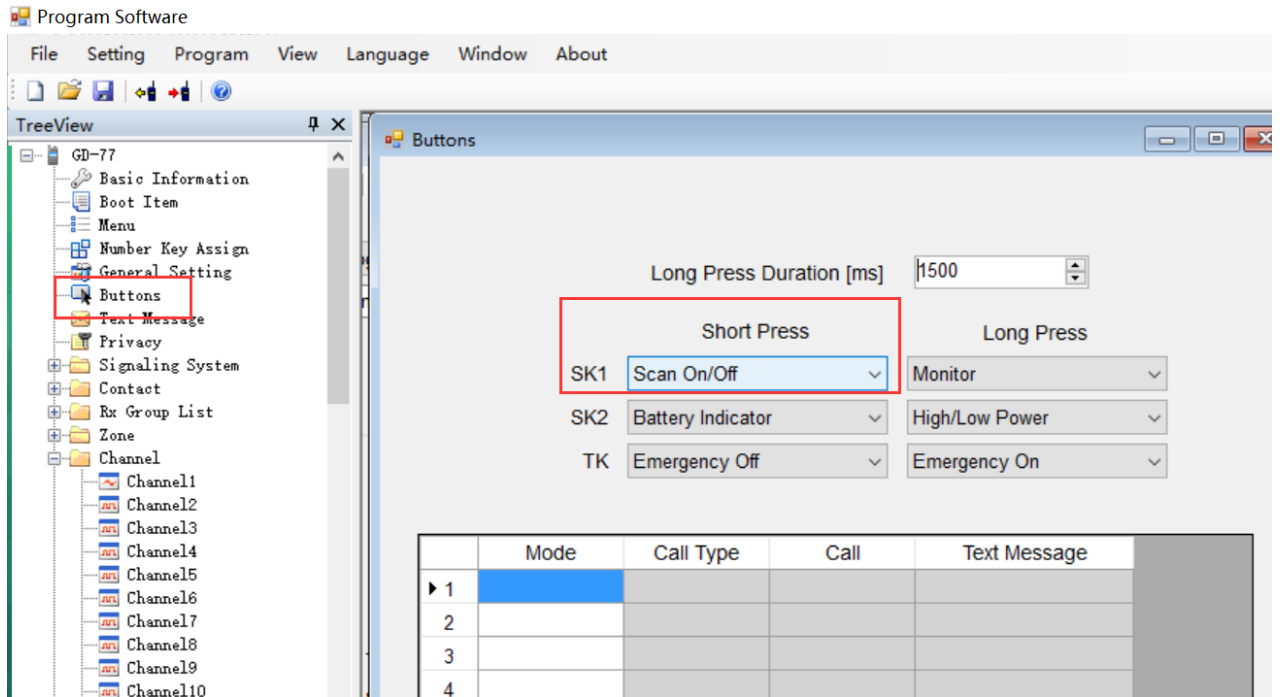 Program Software
File Setting Program View Language Window About
TreeView
GD-77
Basic Information
Boot Item
Menu
Number Key Assign
General Setting
Buttons
Text Message
Privacy
Signaling System
Contact
Rx Group List
Zone
Channel
Channel1
Channel2
Channel3
Channel4
Channel5
Channel6
Channel7
Channel8
Channel9
Channel10
Buttons
Long Press Duration [ms] 1500
Short Press Long Press
SK1 Scan On/Off Monitor
SK2 Battery Indicator High/Low Power
TK Emergency Off Emergency On
Mode Call Type Call Text Message
1
2
3
4